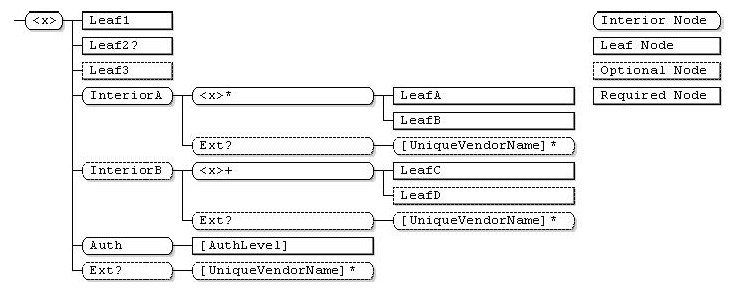 <x> Leaf1 Interior Node
Leaf2? Leaf Node
Leaf3 Optional Node
InteriorA <x>* LeafA Required Node
LeafB
Ext? [UniqueVendorName]*
InteriorB <x>+ LeafC
LeafD
Ext? [UniqueVendorName]*
Auth [AuthLevel]
Ext? [UniqueVendorName]*